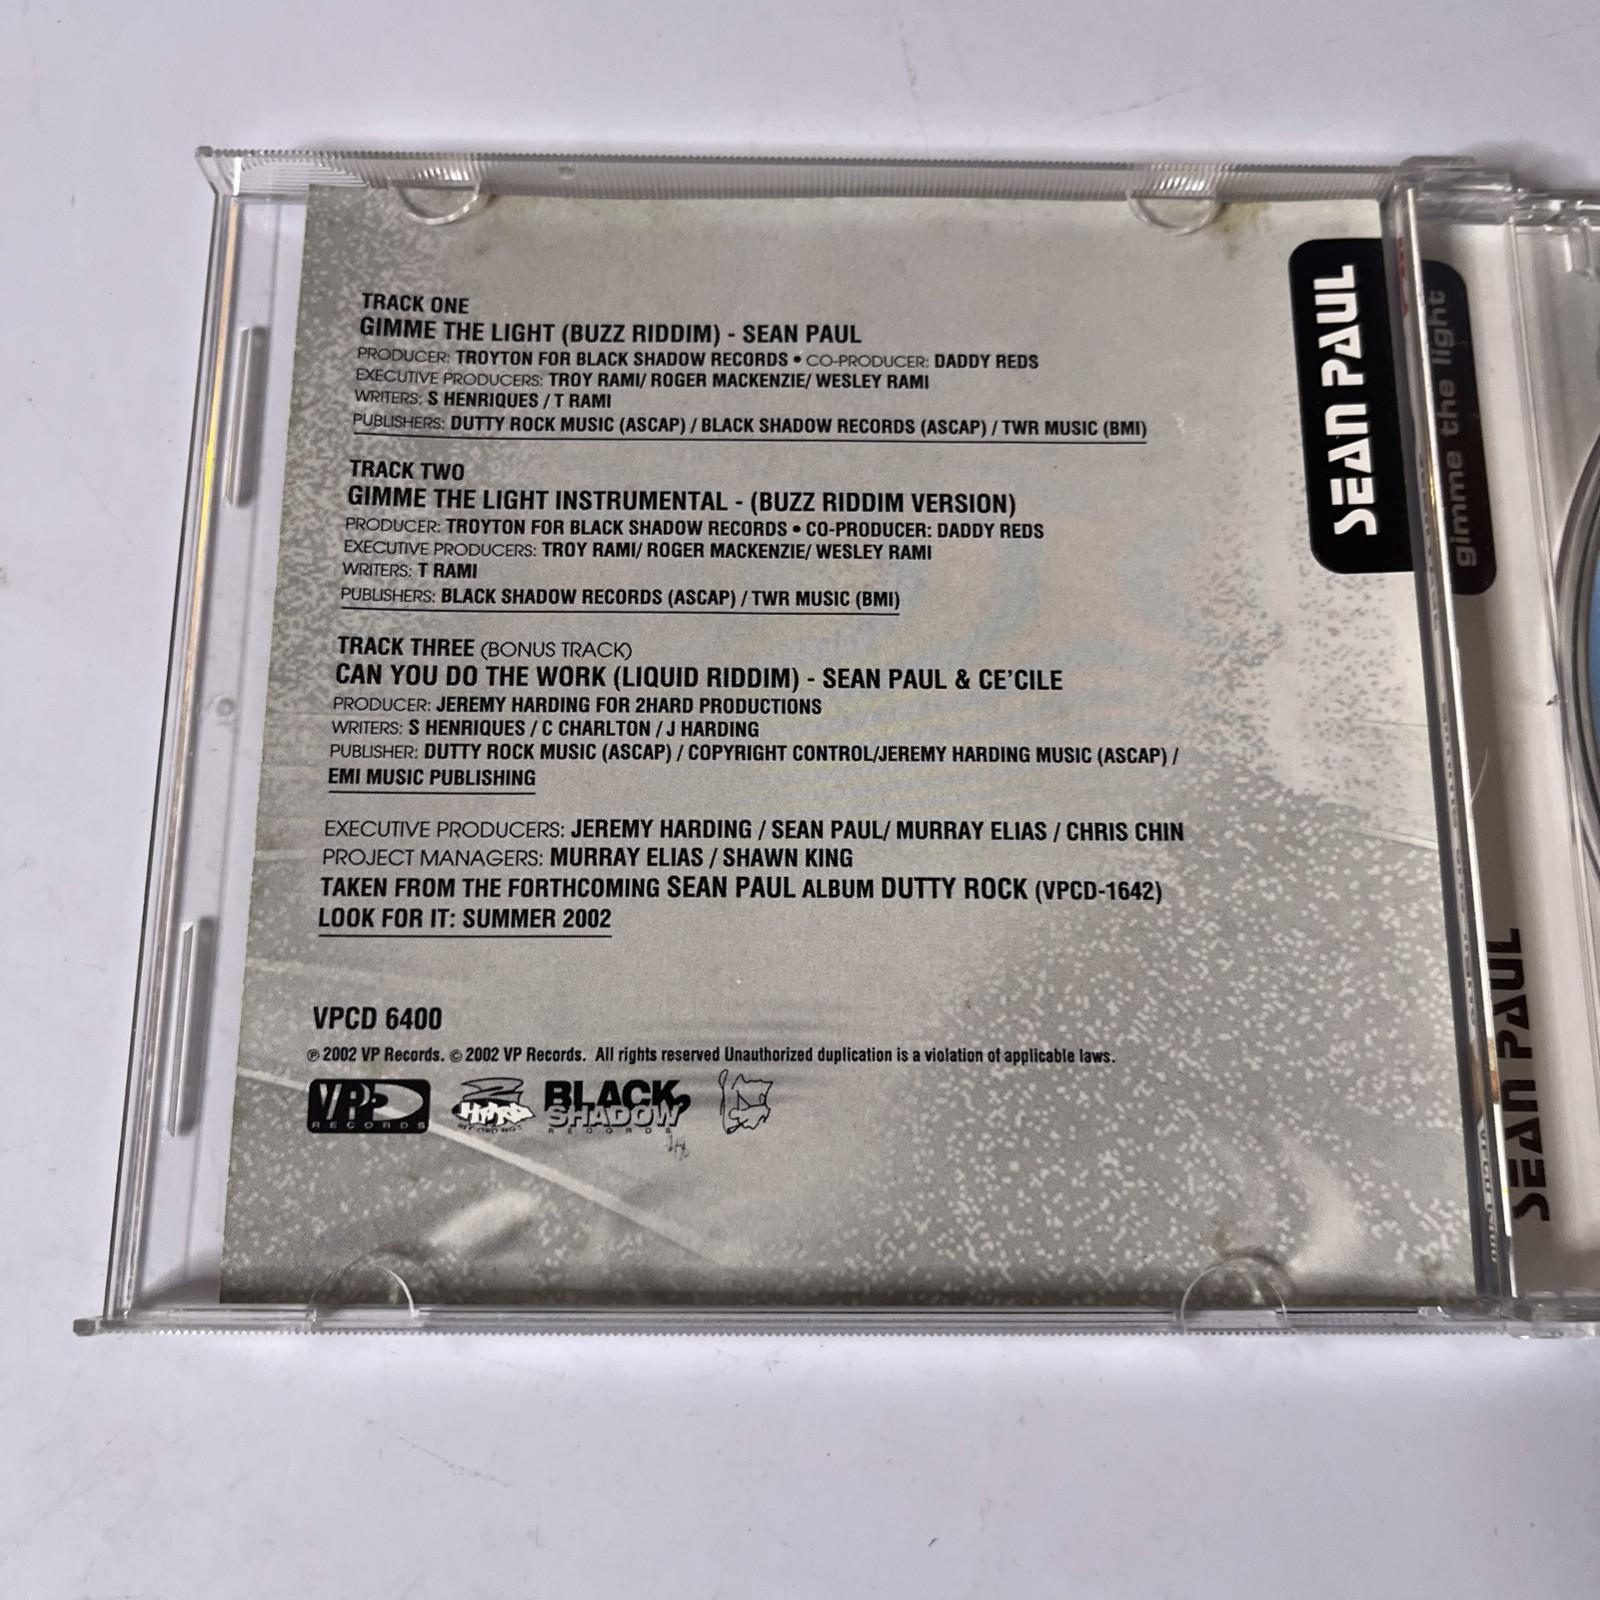 TRACK ONE
GIMME THE LIGHT (BUZZ RIDDIM) - SEAN PAUL
PRODUCER: TROYTON FOR BLACK SHADOW RECORDS • CO-PRODUCER: DADDY REDS
EXECUTIVE PRODUCERS: TROY RAMI/ ROGER MACKENZIE/ WESLEY RAMI
WRITERS: S HENRIQUES / T RAMI
PUBLISHERS: DUTTY ROCK MUSIC (ASCAP) / BLACK SHADOW RECORDS (ASCAP) / TWR MUSIC (BMI)
TRACK TWO
GIMME THE LIGHT INSTRUMENTAL - (BUZZ RIDDIM VERSION)
PRODUCER: TROYTON FOR BLACK SHADOW RECORDS • CO-PRODUCER: DADDY REDS
EXECUTIVE PRODUCERS: TROY RAMI/ ROGER MACKENZIE/ WESLEY RAMI
WRITERS: T RAMI
PUBLISHERS: BLACK SHADOW RECORDS (ASCAP) / TWR MUSIC (BMI)
TRACK THREE (BONUS TRACK)
CAN YOU DO THE WORK (LIQUID RIDDIM) - SEAN PAUL & CE'CILE
PRODUCER: JEREMY HARDING FOR 2HARD PRODUCTIONS
WRITERS: S HENRIQUES / C CHARLTON / J HARDING
PUBLISHER: DUTTY ROCK MUSIC (ASCAP) / COPYRIGHT CONTROL/JEREMY HARDING MUSIC (ASCAP) /
EMI MUSIC PUBLISHING
EXECUTIVE PRODUCERS: JEREMY HARDING / SEAN PAUL/ MURRAY ELIAS / CHRIS CHIN
PROJECT MANAGERS: MURRAY ELIAS / SHAWN KING
TAKEN FROM THE FORTHCOMING SEAN PAUL ALBUM DUTTY ROCK (VPCD-1642)
LOOK FOR IT: SUMMER 2002
VPCD 6400
℗ 2002 VP Records. © 2002 VP Records. All rights reserved Unauthorized duplication is a violation of applicable laws.
VP RECORDS
2 HARD RECORDINGS
BLACK SHADOW RECORDS
SEAN PAUL
gimme the light
SEAN PAUL